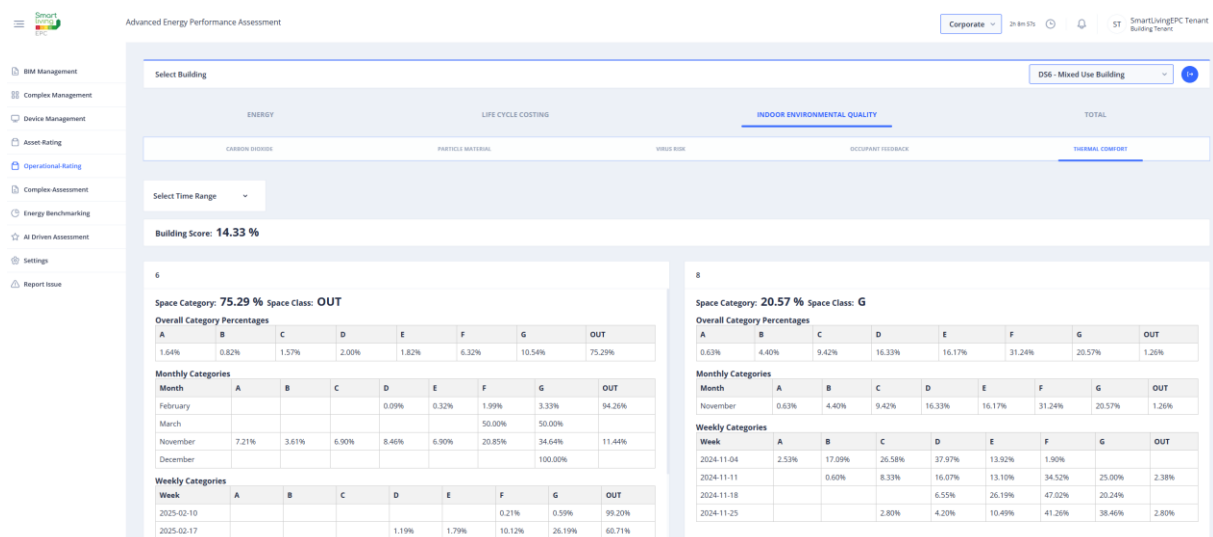 Smart
living
EPC
Advanced Energy Performance Assessment
Corporate
2h 8m 57s
ST
SmartLivingEPC Tenant
Building Tenant
BIM Management
Complex Management
Device Management
Asset-Rating
Operational-Rating
Complex-Assessment
Energy Benchmarking
AI Driven Assessment
Settings
Report Issue
Select Building
D56 - Mixed Use Building
ENERGY LIFE CYCLE COSTING INDOOR ENVIRONMENTAL QUALITY TOTAL
CARBON DIOXIDE PARTICLE MATERIAL VIRUS RISK OCCUPANT FEEDBACK THERMAL COMFORT
Select Time Range
Building Score: 14.33 %
6
Space Category: 75.29 % Space Class: OUT
Overall Category Percentages
A B C D E F G OUT
1.64% 0.82% 1.57% 2.00% 1.82% 6.32% 10.54% 75.29%
Monthly Categories
Month A B C D E F G OUT
February 0.09% 0.32% 1.99% 3.33% 94.26%
March 50.00% 50.00%
November 7.21% 3.61% 6.90% 8.46% 6.90% 20.85% 34.64% 11.44%
December 100.00%
Weekly Categories
Week A B C D E F G OUT
2025-02-10 0.21% 0.59% 99.20%
2025-02-17 1.19% 1.79% 10.12% 26.19% 60.71%
8
Space Category: 20.57 % Space Class: G
Overall Category Percentages
A B C D E F G OUT
0.63% 4.40% 9.42% 16.33% 16.17% 31.24% 20.57% 1.26%
Monthly Categories
Month A B C D E F G OUT
November 0.63% 4.40% 9.42% 16.33% 16.17% 31.24% 20.57% 1.26%
Weekly Categories
Week A B C D E F G OUT
2024-11-04 2.53% 17.09% 26.58% 37.97% 13.92% 1.90%
2024-11-11 0.60% 8.33% 16.07% 13.10% 34.52% 25.00% 2.38%
2024-11-18 6.55% 26.19% 47.02% 20.24%
2024-11-25 2.80% 4.20% 10.49% 41.26% 38.46% 2.80%